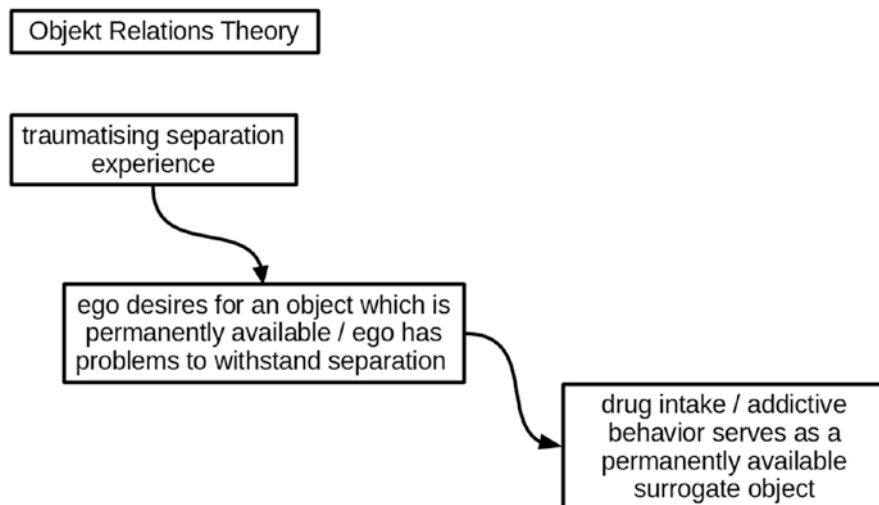 Objekt Relations Theory
traumatising separation
experience
ego desires for an object which is
permanently available / ego has
problems to withstand separation
drug intake / addictive
behavior serves as a
permanently available
surrogate object